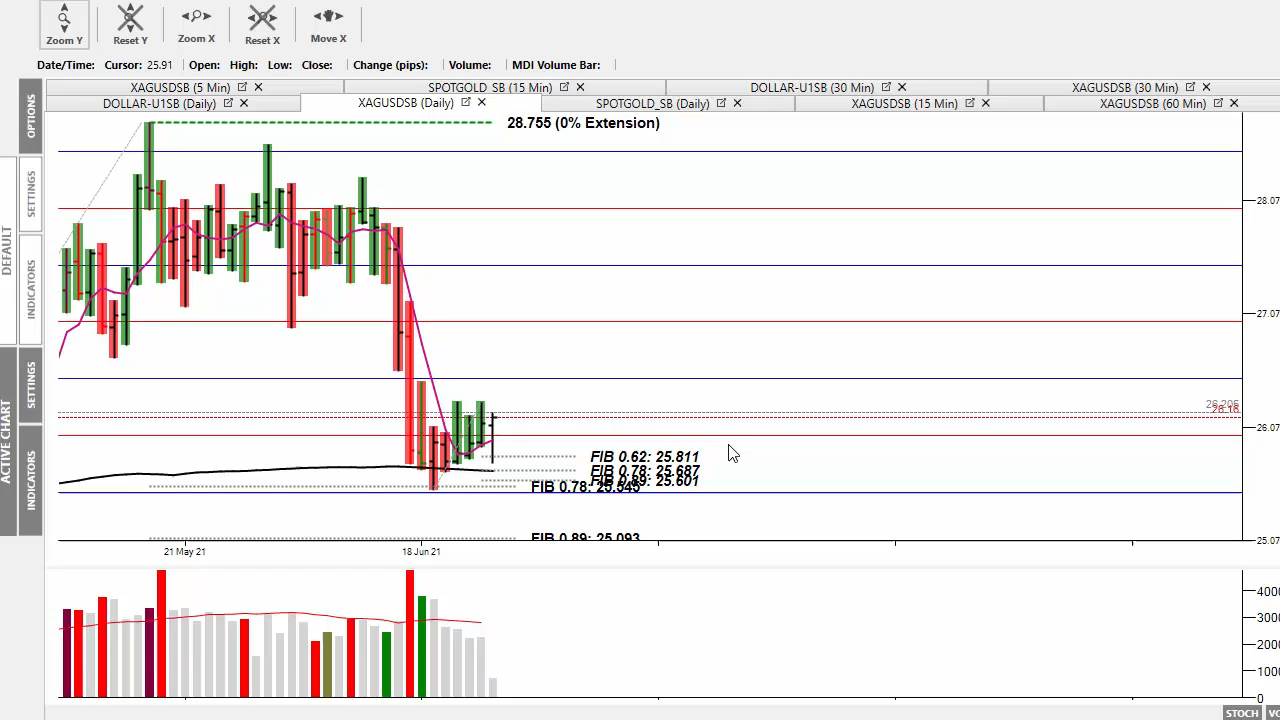 Zoom Y Reset Y Zoom X Reset X Move X
Date/Time: Cursor: 25.91 Open: High: Low: Close: Change (pips): Volume: MDI Volume Bar:
XAGUSDSB (5 Min) SPOTGOLD_SB (15 Min) DOLLAR-U1SB (30 Min) XAGUSDSB (30 Min)
DOLLAR-U1SB (Daily) XAGUSDSB (Daily) SPOTGOLD_SB (Daily) XAGUSDSB (15 Min) XAGUSDSB (60 Min)
OPTIONS
SETTINGS
DEFAULT
INDICATORS
SETTINGS
ACTIVE CHART
INDICATORS
28.755 (0% Extension)
28.07
27.07
26.205
26.16
26.07
FIB 0.62: 25.811
FIB 0.78: 25.687
FIB 0.89: 25.601
FIB 0.78: 25.545
FIB 0.89: 25.093
25.07
21 May 21 18 Jun 21
4000
3000
2000
1000
0
STOCH